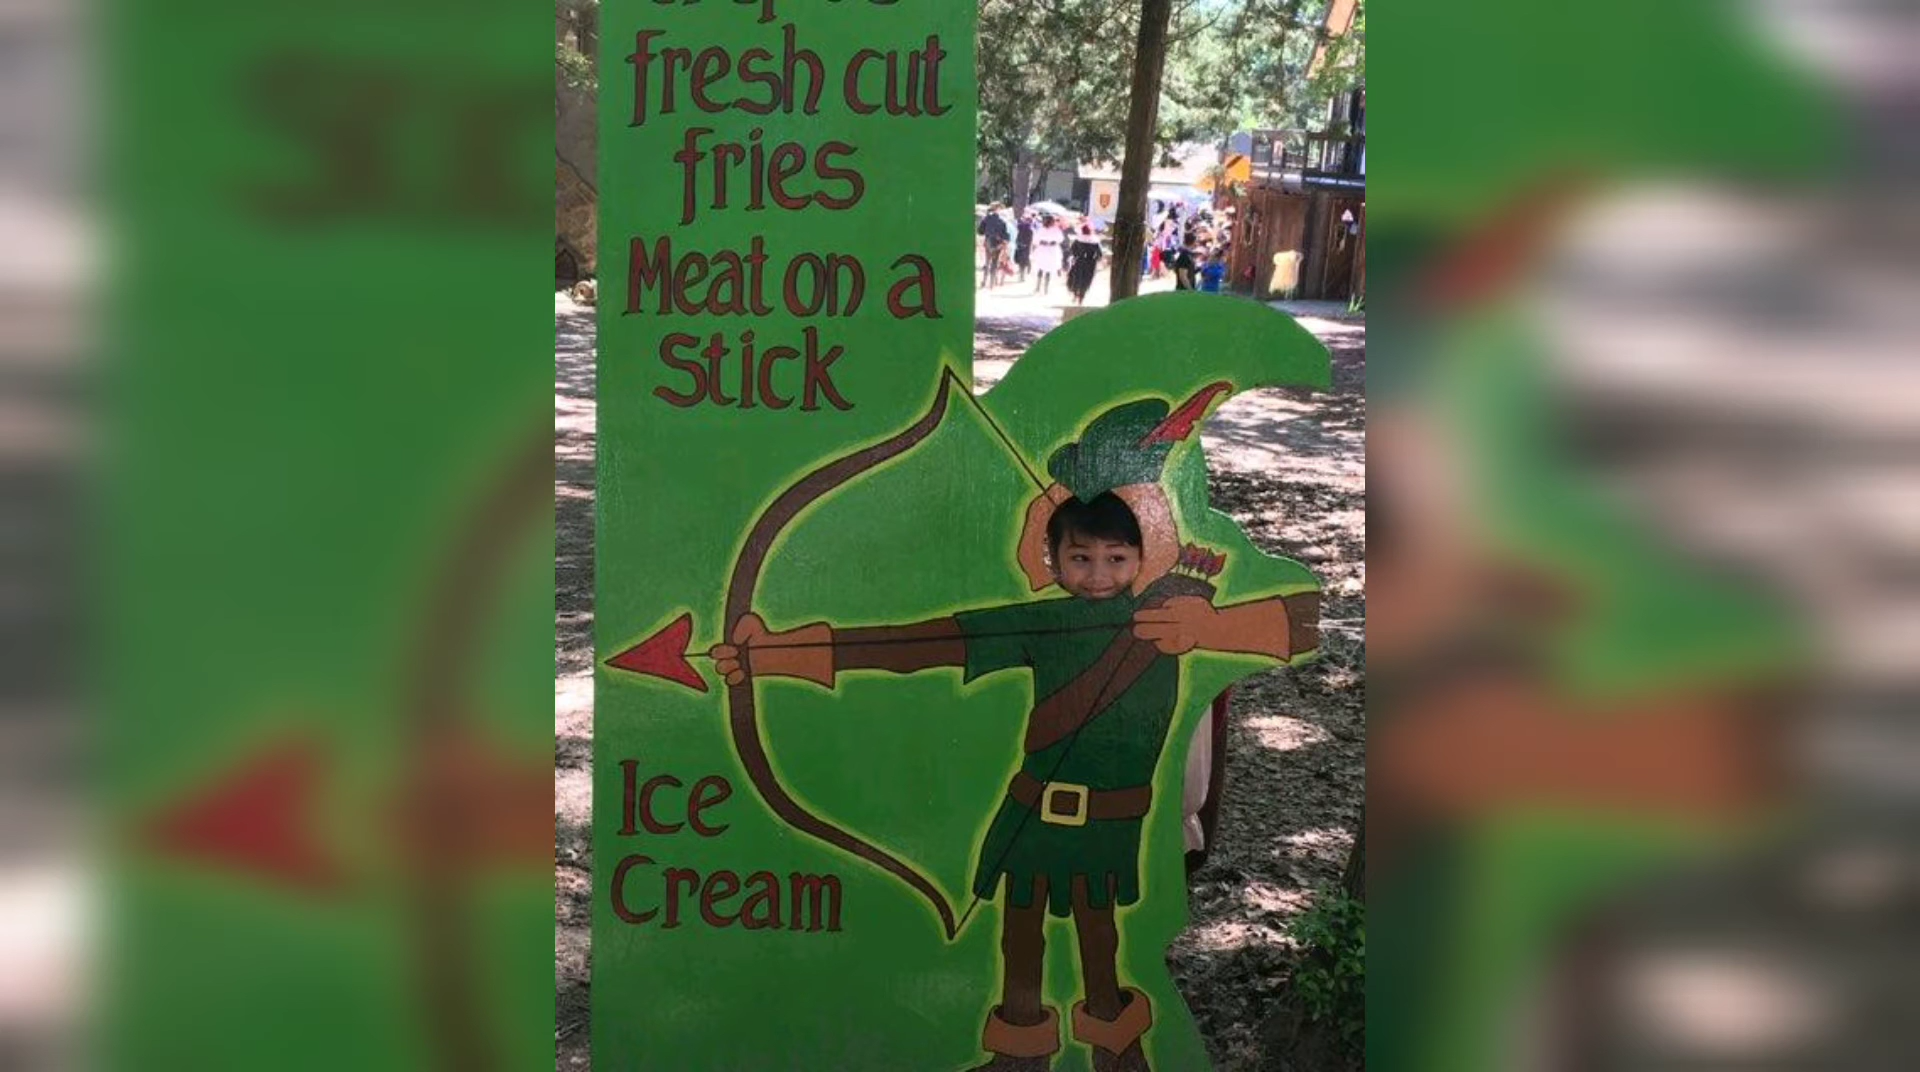 fresh cut
fries
Meat on a
Stick
Ice
Cream